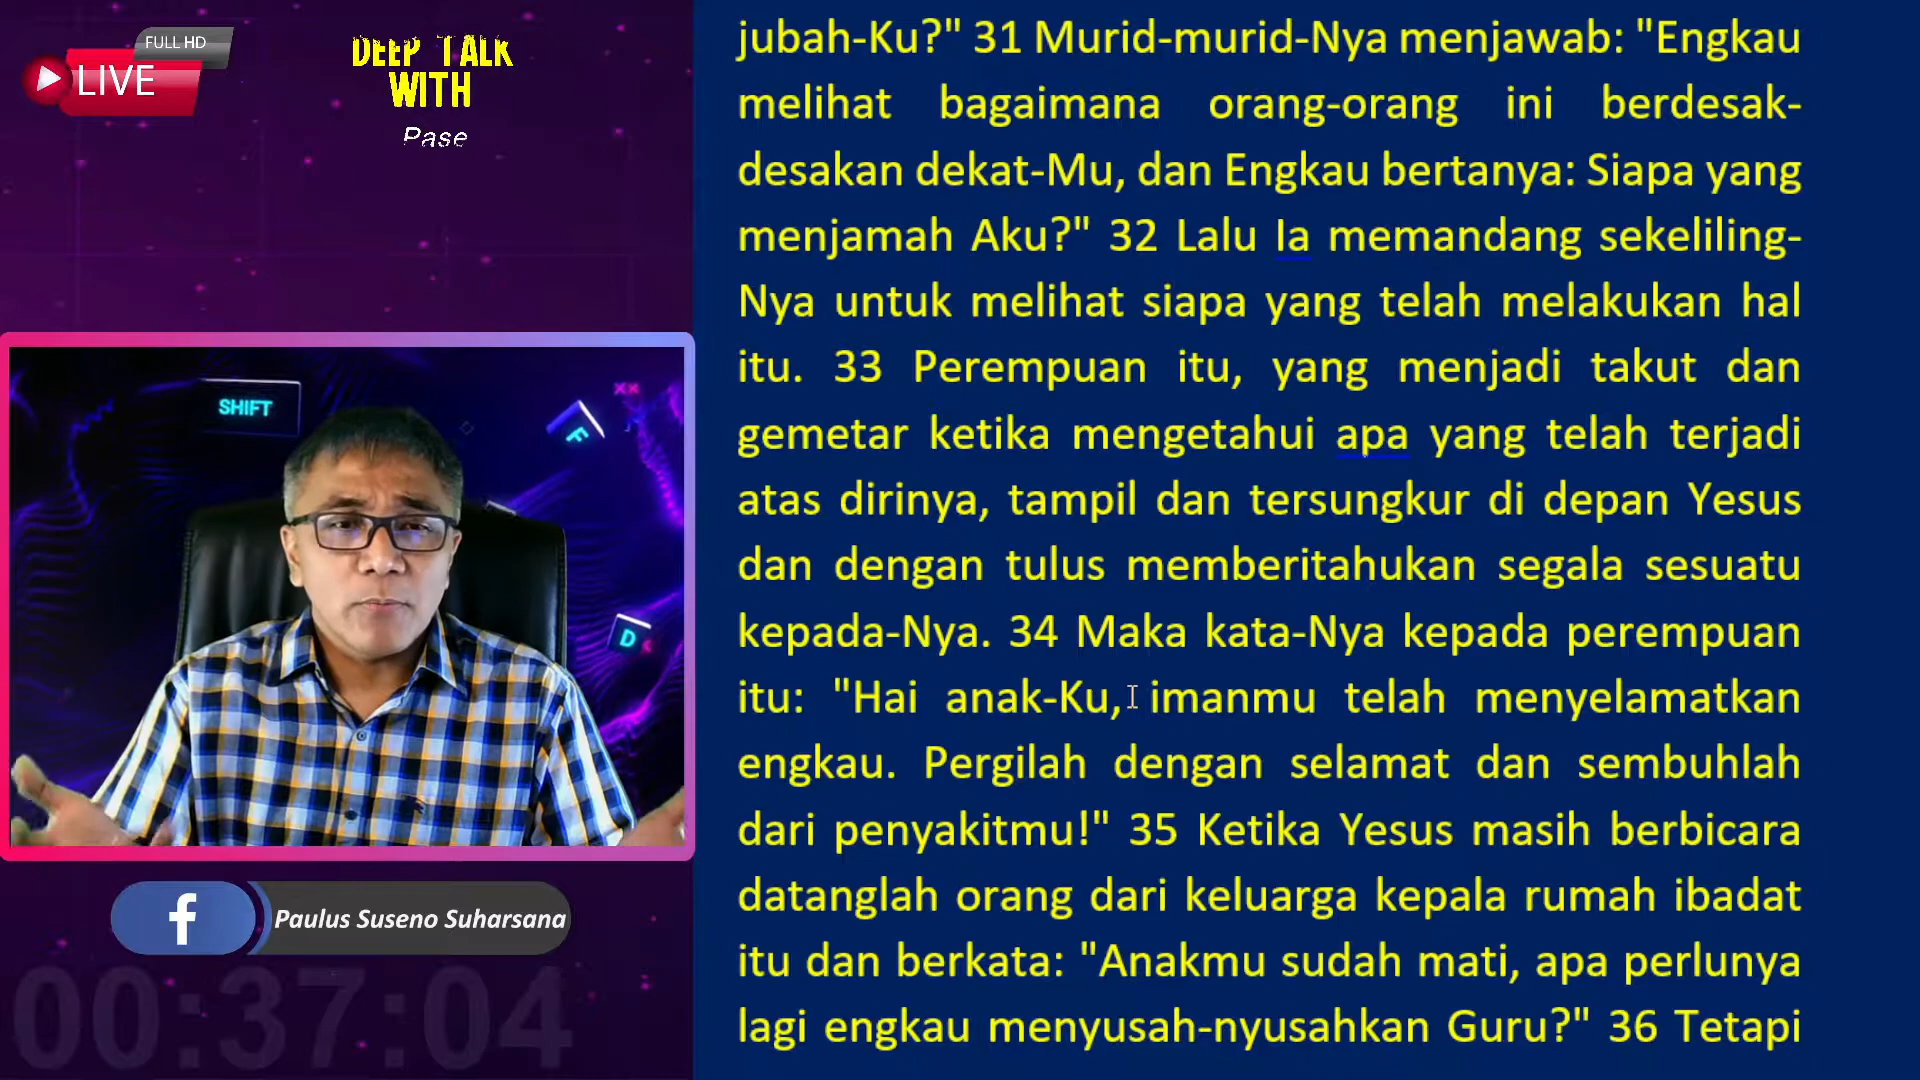 FULL HD
LIVE
DEEP TALK
WITH
Pase
SHIFT
F
D
Paulus Suseno Suharsana
00:37:04
jubah-Ku?" 31 Murid-murid-Nya menjawab: "Engkau
melihat bagaimana orang-orang ini berdesak-
desakan dekat-Mu, dan Engkau bertanya: Siapa yang
menjamah Aku?" 32 Lalu Ia memandang sekeliling-
Nya untuk melihat siapa yang telah melakukan hal
itu. 33 Perempuan itu, yang menjadi takut dan
gemetar ketika mengetahui apa yang telah terjadi
atas dirinya, tampil dan tersungkur di depan Yesus
dan dengan tulus memberitahukan segala sesuatu
kepada-Nya. 34 Maka kata-Nya kepada perempuan
itu: "Hai anak-Ku, imanmu telah menyelamatkan
engkau. Pergilah dengan selamat dan sembuhlah
dari penyakitmu!" 35 Ketika Yesus masih berbicara
datanglah orang dari keluarga kepala rumah ibadat
itu dan berkata: "Anakmu sudah mati, apa perlunya
lagi engkau menyusah-nyusahkan Guru?" 36 Tetapi